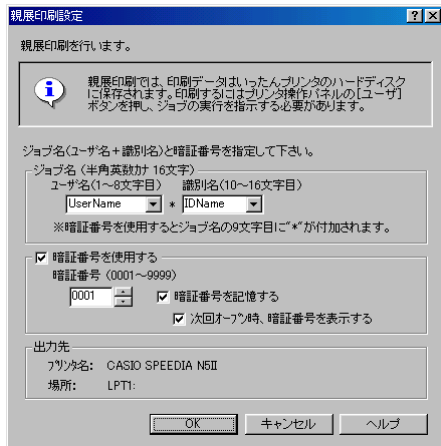 親展印刷設定
親展印刷を行います。
親展印刷では、印刷データはいったんプリンタのハードディスク
に保存されます。印刷するにはプリンタ操作パネルの[ユーザ]
ボタンを押し、ジョブの実行を指示する必要があります。
ジョブ名(ユーザ名+識別名)と暗証番号を指定して下さい。
ジョブ名 (半角英数カナ 16文字)
ユーザ名(1~8文字目) 識別名(10~16文字目)
UserName * IDName
※暗証番号を使用するとジョブ名の9文字目に"*"が付加されます。
暗証番号を使用する
暗証番号 (0001~9999)
0001 暗証番号を記憶する
次回オープン時、暗証番号を表示する
出力先
プリンタ名: CASIO SPEEDIA N5II
場所: LPT1:
OK キャンセル ヘルプ